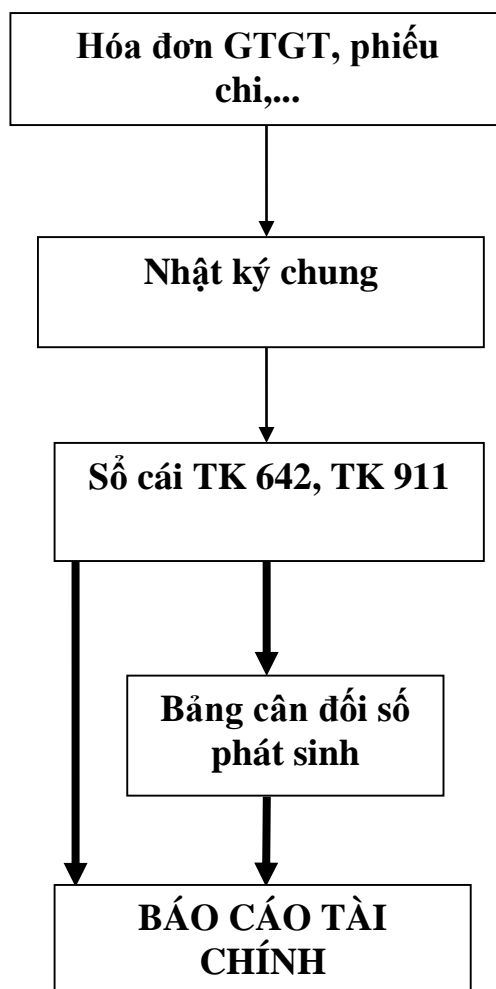 Hóa đơn GTGT, phiếu
chi,...
Nhật ký chung
Sổ cái TK 642, TK 911
Bảng cân đối số
phát sinh
BÁO CÁO TÀI
CHÍNH